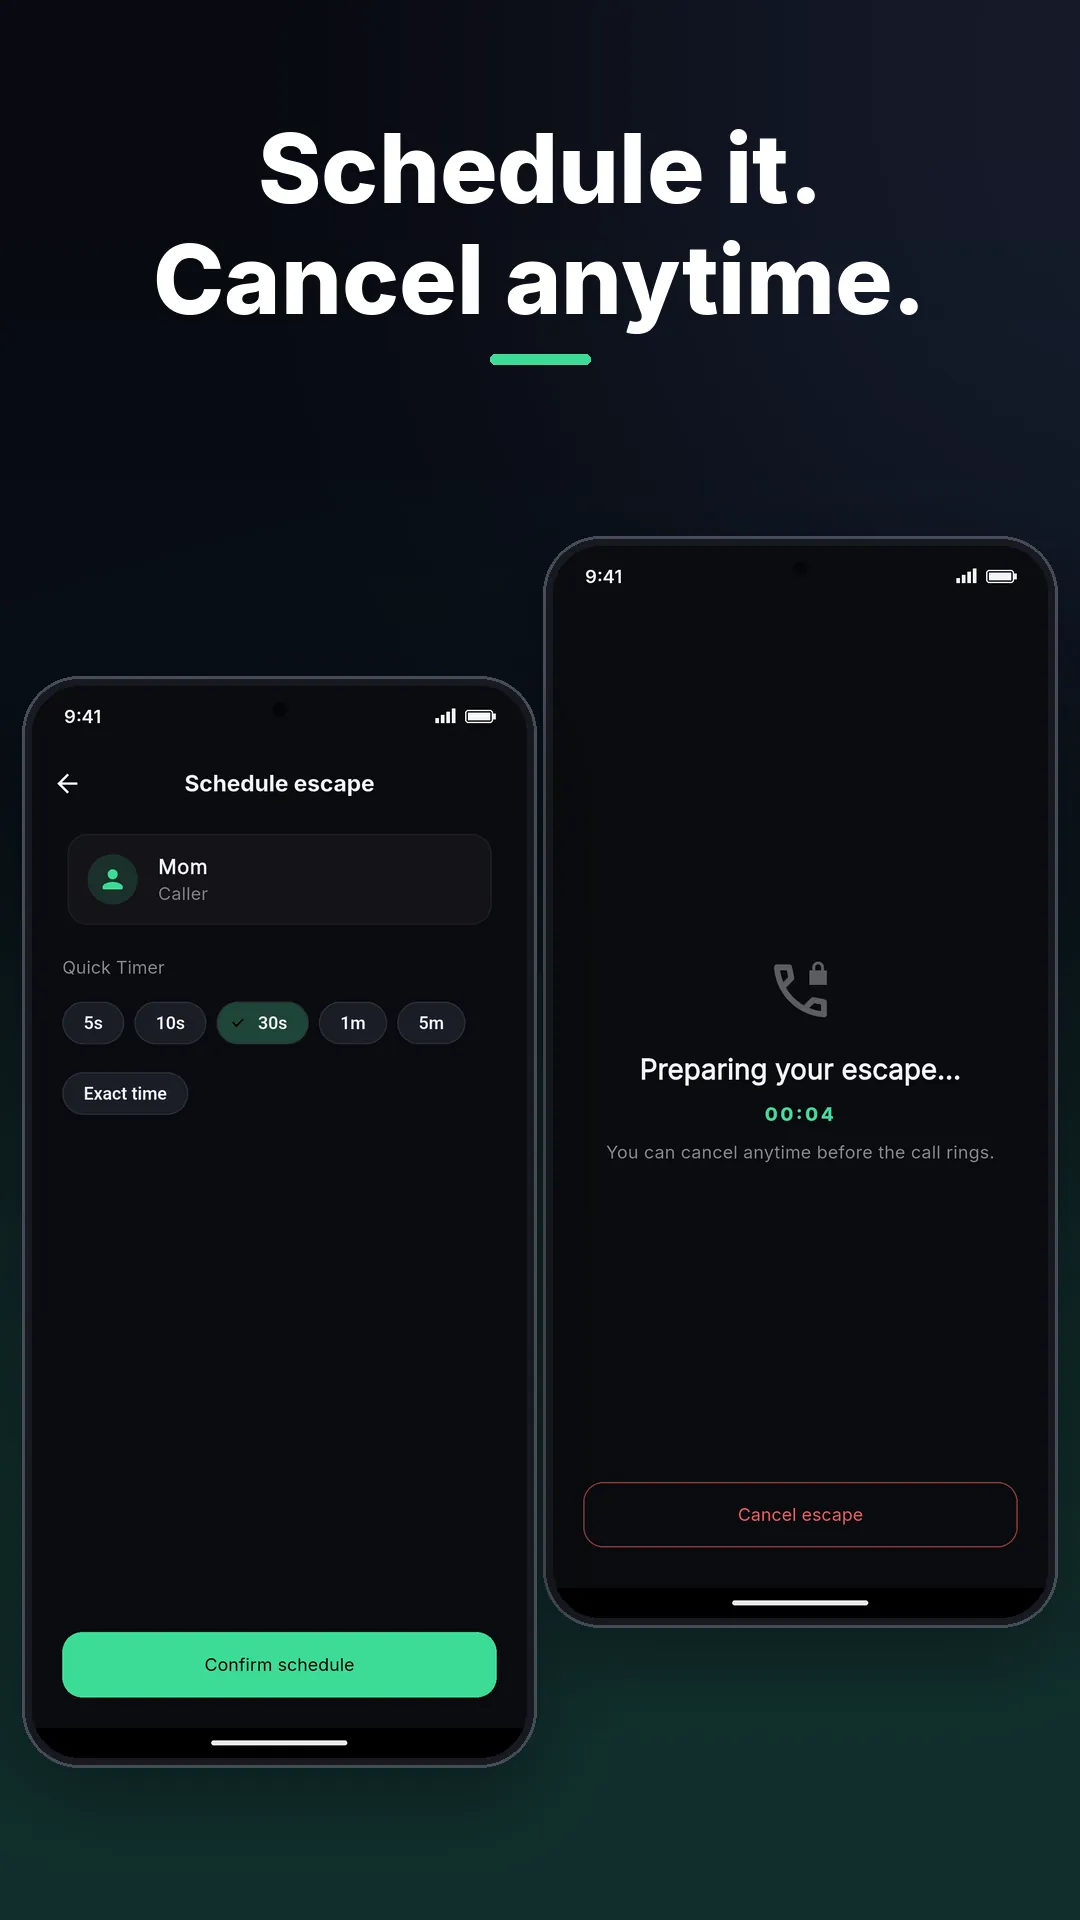 Schedule it.
Cancel anytime.
9:41
Schedule escape
Mom
Caller
Quick Timer
5s 10s 30s 1m 5m
Exact time
Confirm schedule
9:41
Preparing your escape...
00:04
You can cancel anytime before the call rings.
Cancel escape